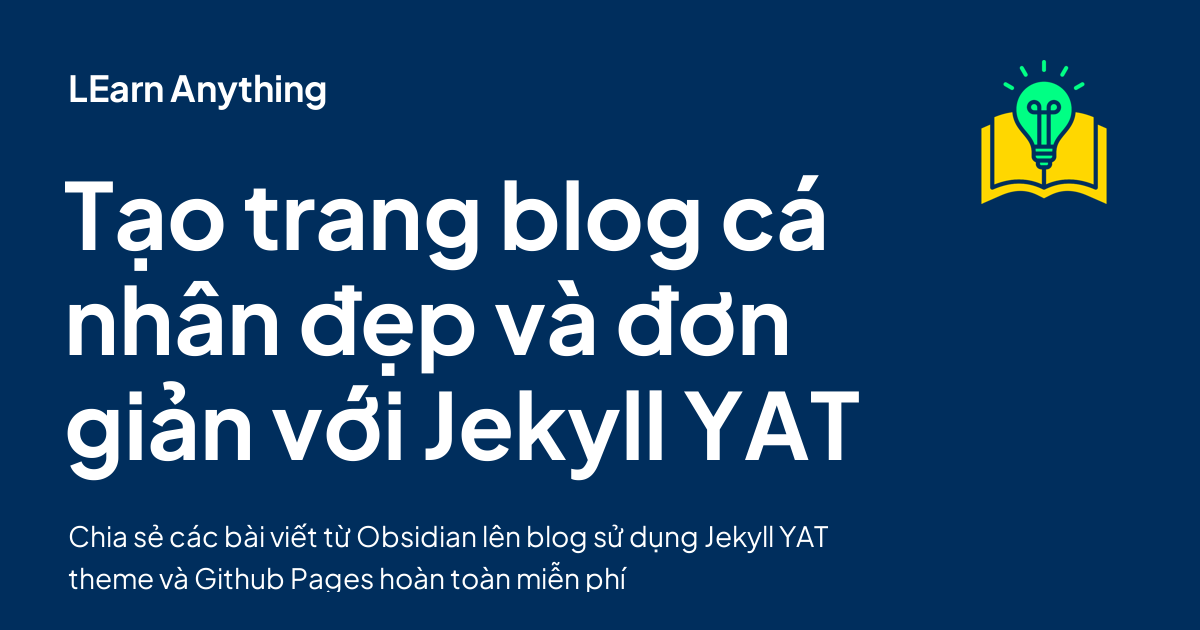 LEarn Anything
Tạo trang blog cá
nhân đẹp và đơn
giản với Jekyll YAT
Chia sẻ các bài viết từ Obsidian lên blog sử dụng Jekyll YAT
theme và Github Pages hoàn toàn miễn phí